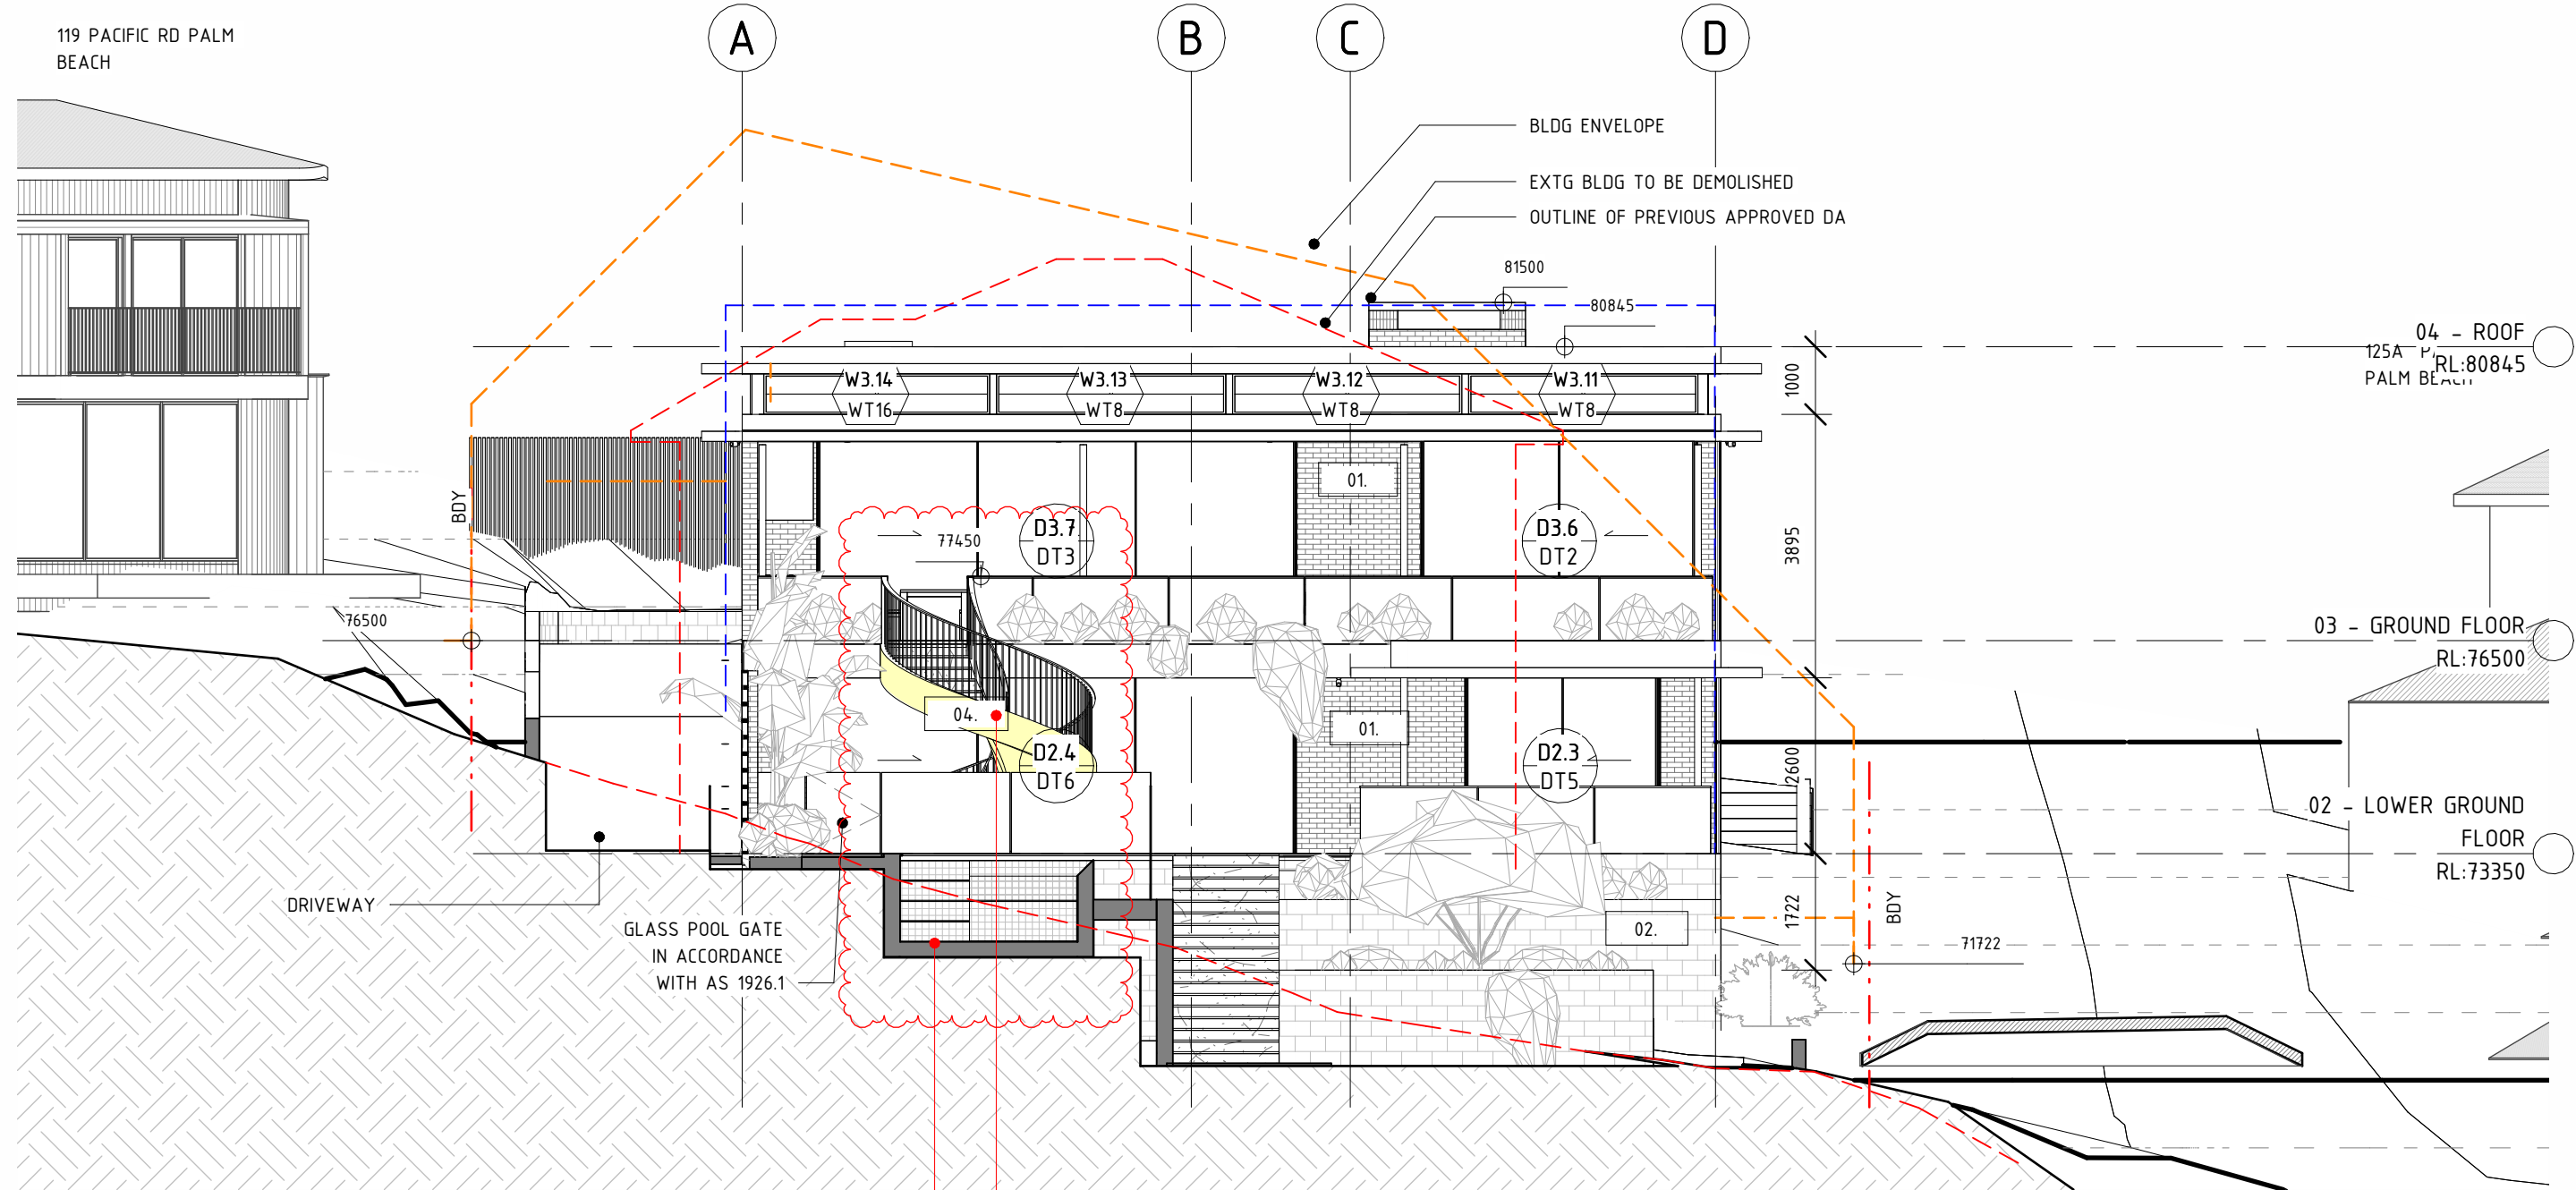 119 PACIFIC RD PALM
BEACH
A
B
C
D
BLDG ENVELOPE
EXTG BLDG TO BE DEMOLISHED
OUTLINE OF PREVIOUS APPROVED DA
81500
80845
04 - ROOF
RL:80845
125A
PALM
1000
W3.14
WT16
W3.13
WT8
W3.12
WT8
W3.11
WT8
01.
BDY
D3.7
DT3
77450
D3.6
DT2
3895
76500
03 - GROUND FLOOR
RL:76500
04.
01.
D2.4
DT6
D2.3
DT5
2600
02 - LOWER GROUND
FLOOR
RL:73350
DRIVEWAY
GLASS POOL GATE
IN ACCORDANCE
WITH AS 1926.1
02.
1722
BDY
71722